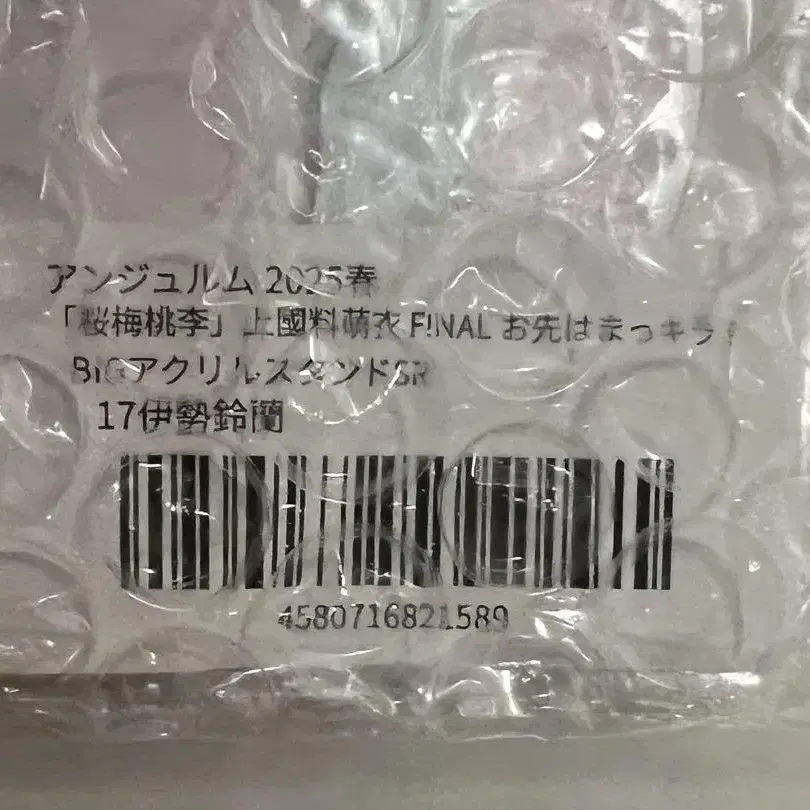 アンジュルム 2025春
「桜梅桃李」上國料萌衣 FINAL お先はまっキラ
BIGアクリルスタンドSR
17伊勢鈴蘭
4580716821589